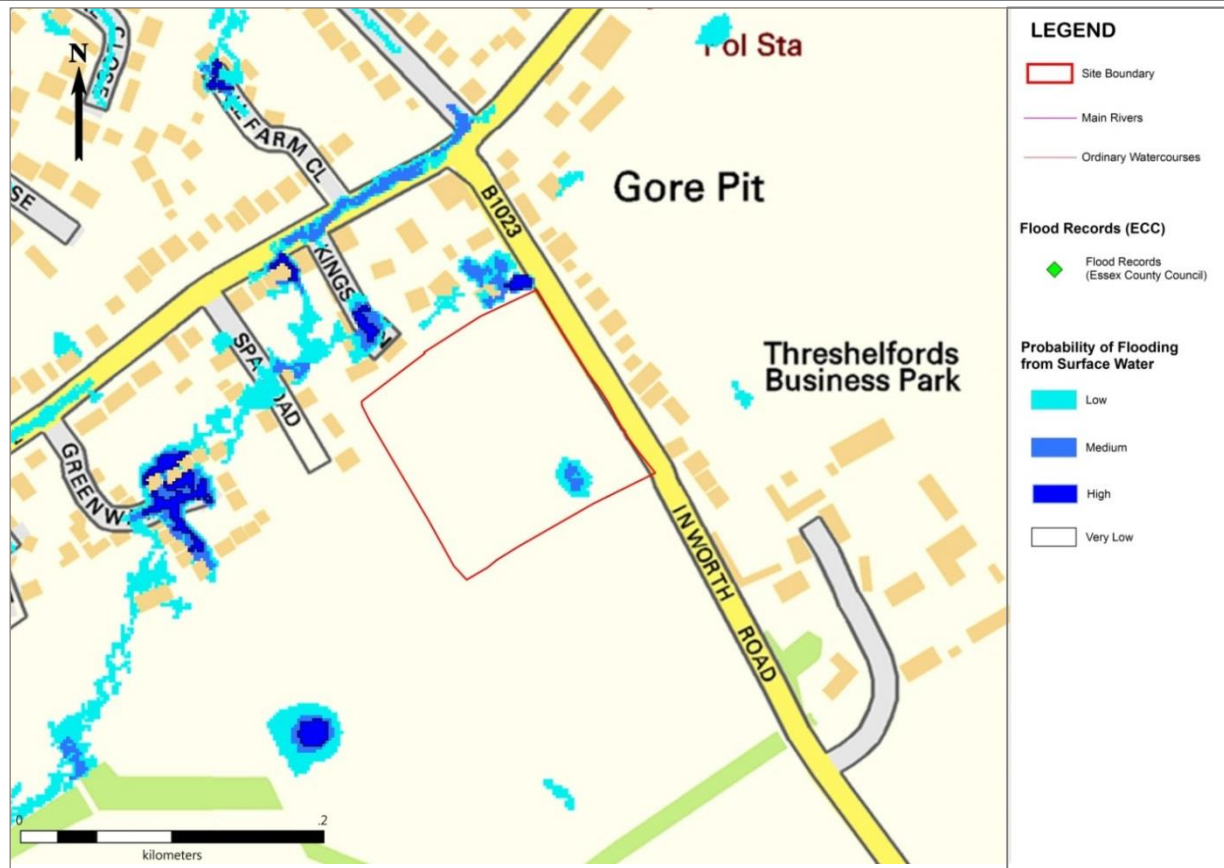 CLOSE
N
Pol Sta
FARM CL
SE
B1023
Gore Pit
KINGS
SPA
OAD
Threshelfords
Business Park
GREENW
INWORTH
ROAD
0
.2
kilometers
LEGEND
Site Boundary
Main Rivers
Ordinary Watercourses
Flood Records (ECC)
Flood Records
(Essex County Council)
Probability of Flooding
from Surface Water
Low
Medium
High
Very Low